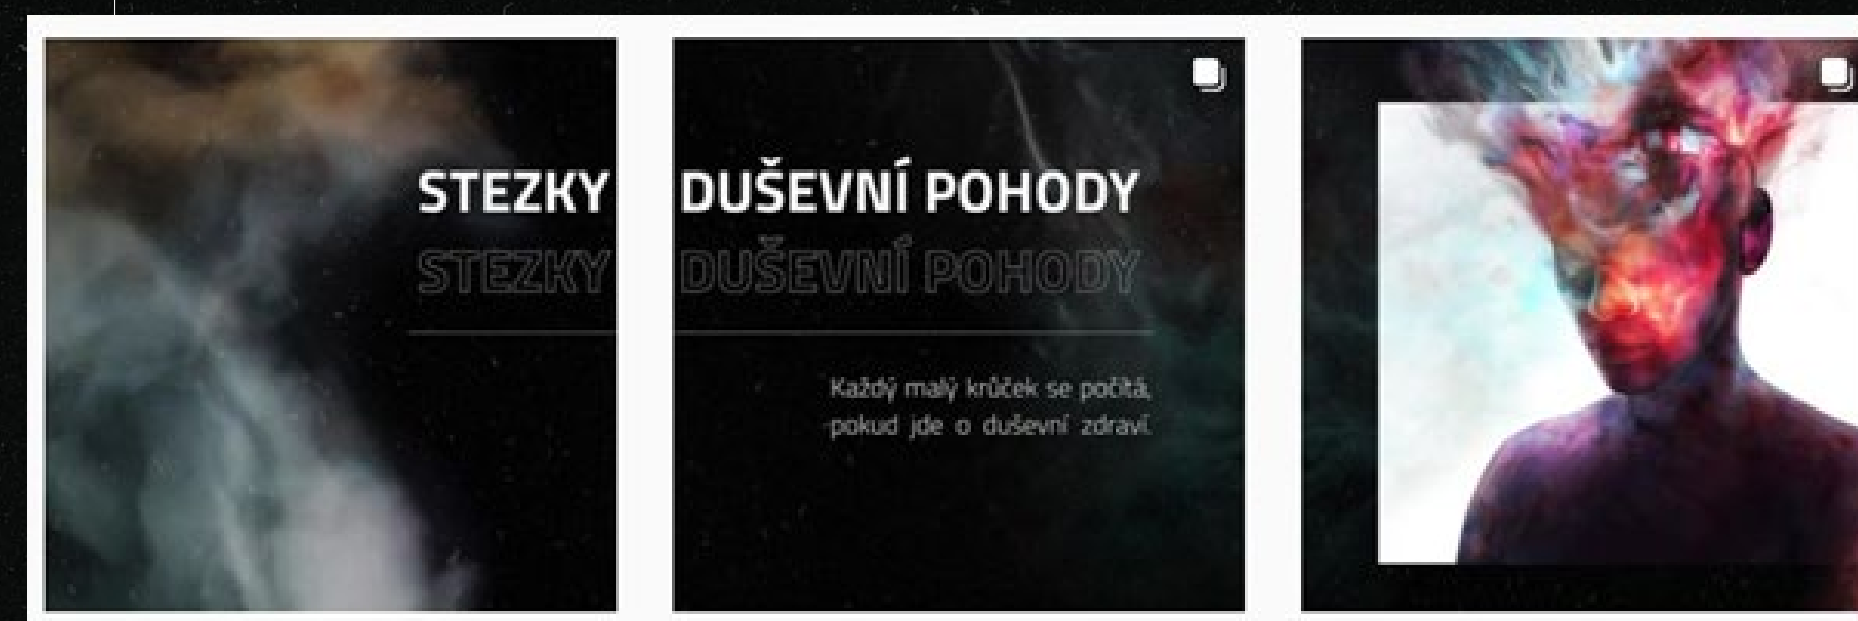 STEZKY DUŠEVNÍ POHODY
STEZKY DUŠEVNÍ POHODY
Každý malý krůček se počítá,
pokud jde o duševní zdraví.